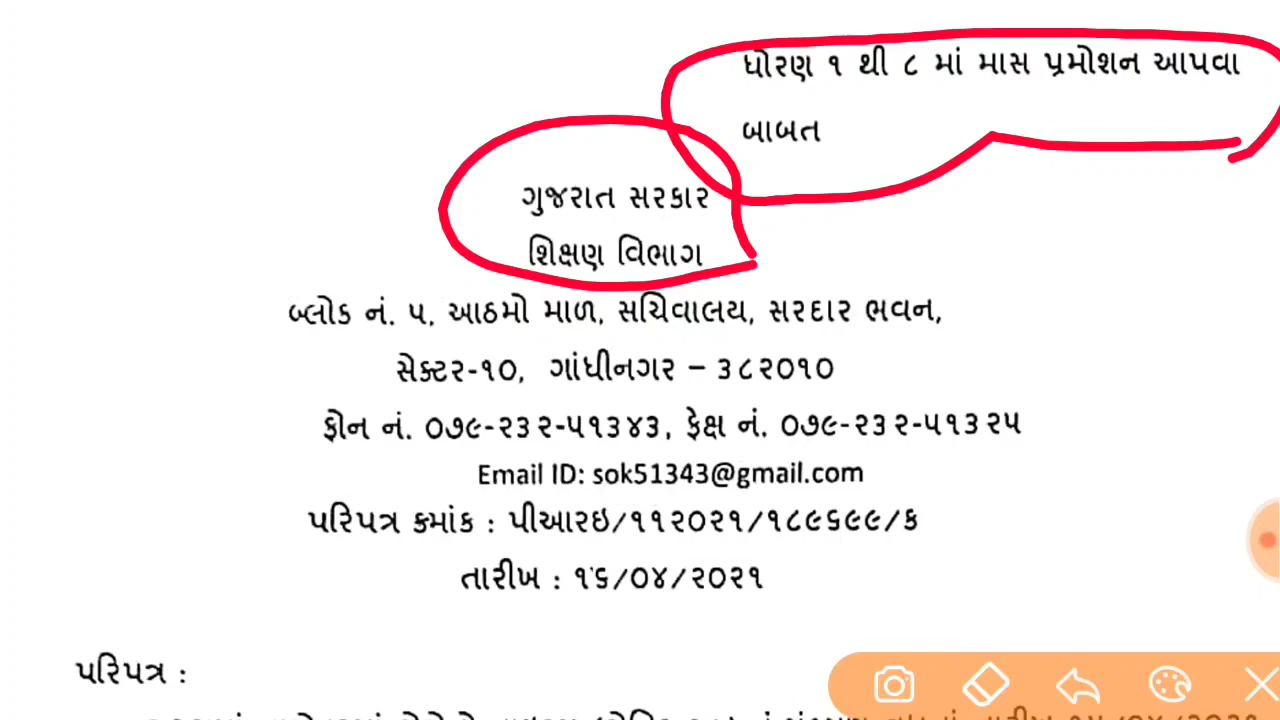 ધોરણ ૧ થી ૮ માં માસ પ્રમોશન આપવા
બાબત
ગુજરાત સરકાર
શિક્ષણ વિભાગ
બ્લોક નં. ૫, આઠમો માળ, સચિવાલય, સરદાર ભવન,
સેક્ટર-૧૦, ગાંધીનગર – ૩૮૨૦૧૦
ફોન નં. ૦૭૯-૨૩૨-૫૧૩૪૩, ફેક્ષ નં. ૦૭૯-૨૩૨-૫૧૩૨૫
Email ID: sok51343@gmail.com
પરિપત્ર ક્રમાંક : પીઆરઇ/૧૧૨૦૨૧/૧૮૯૬૯૯/ક
તારીખ : ૧૬/૦૪/૨૦૨૧
પરિપત્ર :